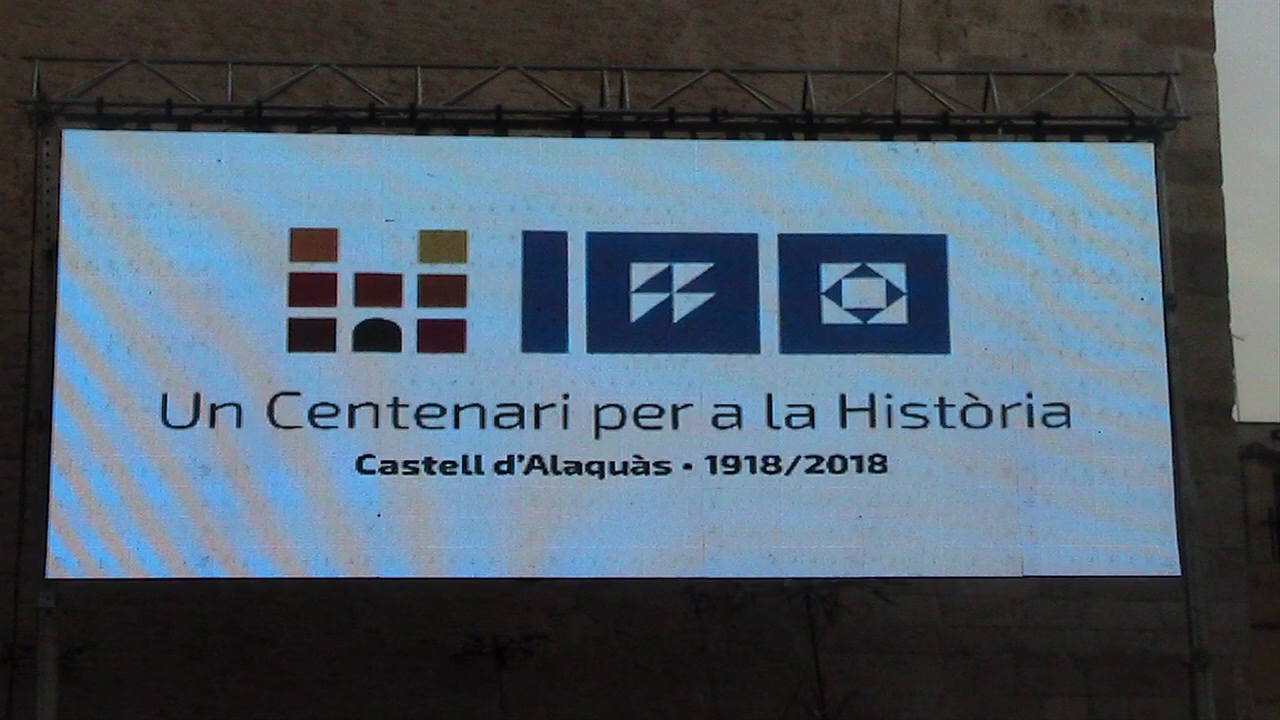 Un Centenari per a la Història
Castell d'Alaquàs • 1918/2018